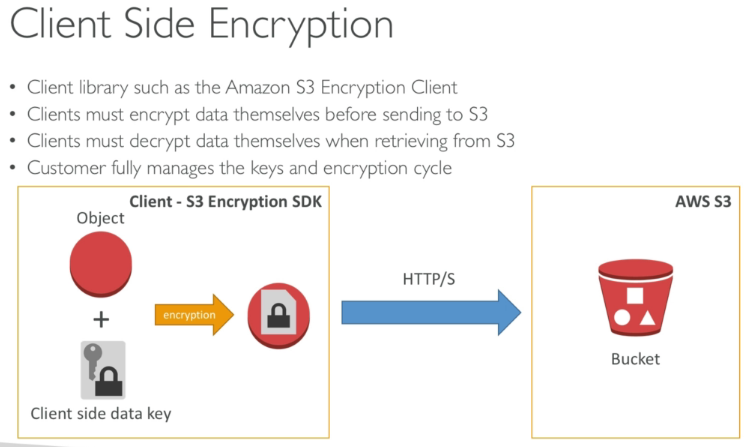 Client Side Encryption
• Client library such as the Amazon S3 Encryption Client
• Clients must encrypt data themselves before sending to S3
• Clients must decrypt data themselves when retrieving from S3
• Customer fully manages the keys and encryption cycle
Client - S3 Encryption SDK
Object
+
encryption
Client side data key
HTTP/S
AWS S3
Bucket